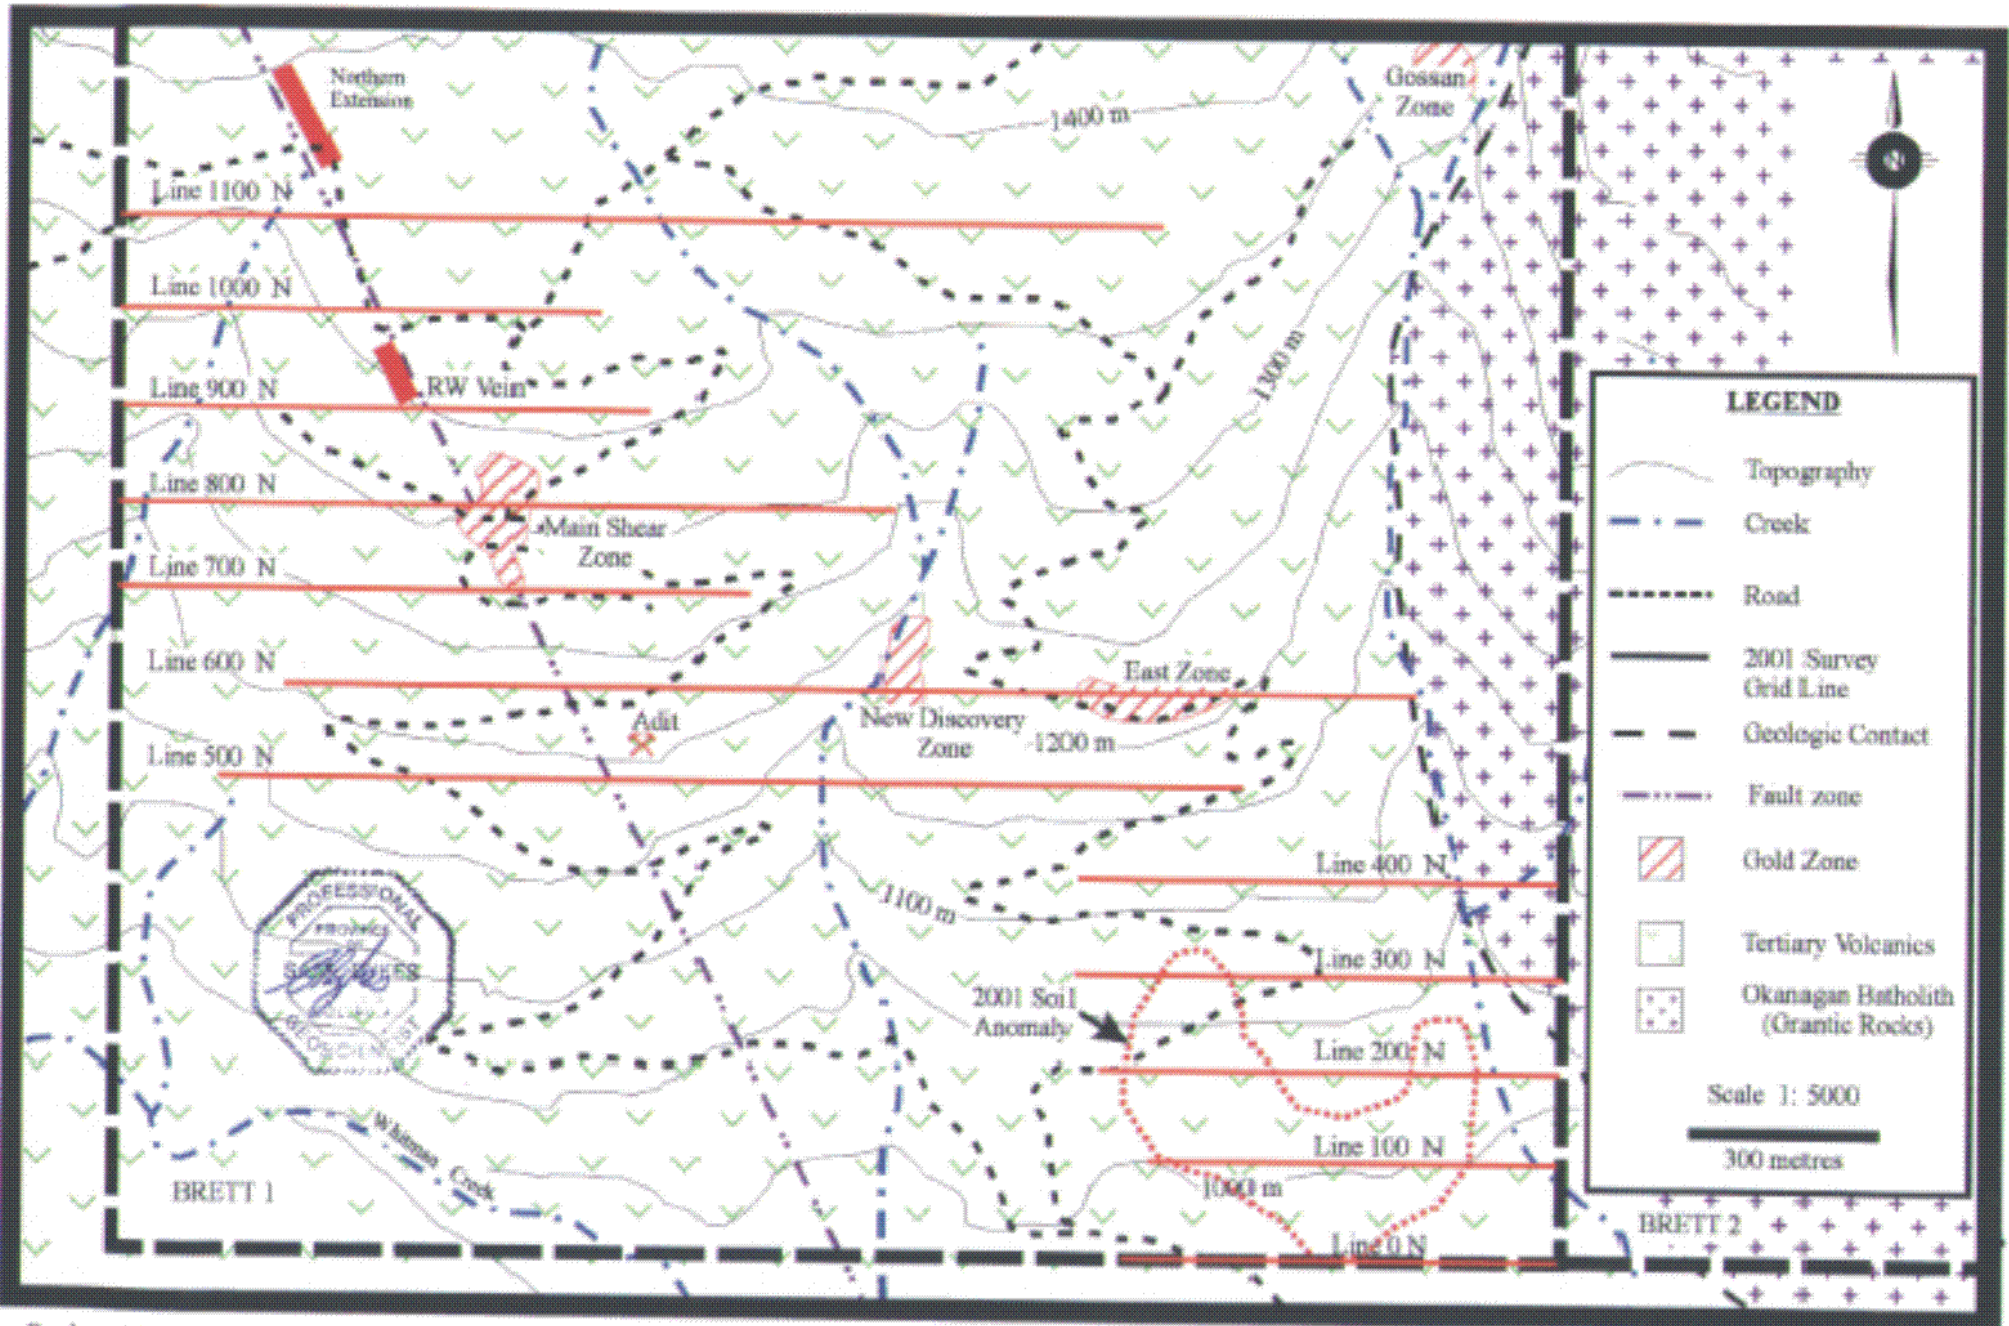 Northern
Extension
Gossan
Zone
1400 m
Line 1100 N
Line 1000 N
1300 m
Line 900 N
RW Vein
Line 800 N
Main Shear
Zone
Line 700 N
Line 600 N
East Zone
Adit
New Discovery
Zone
1200 m
Line 500 N
Line 400 N
1100 m
Line 300 N
2001 Soil
Anomaly
Line 200 N
Line 100 N
1000 m
Line 0 N
Whiteman Creek
BRETT 1
BRETT 2
PROFESSIONAL
PROVINCE
N
LEGEND
Topography
Creek
Road
2001 Survey
Grid Line
Geologic Contact
Fault zone
Gold Zone
Tertiary Volcanics
Okanagan Batholith
(Grantic Rocks)
Scale 1: 5000
300 metres